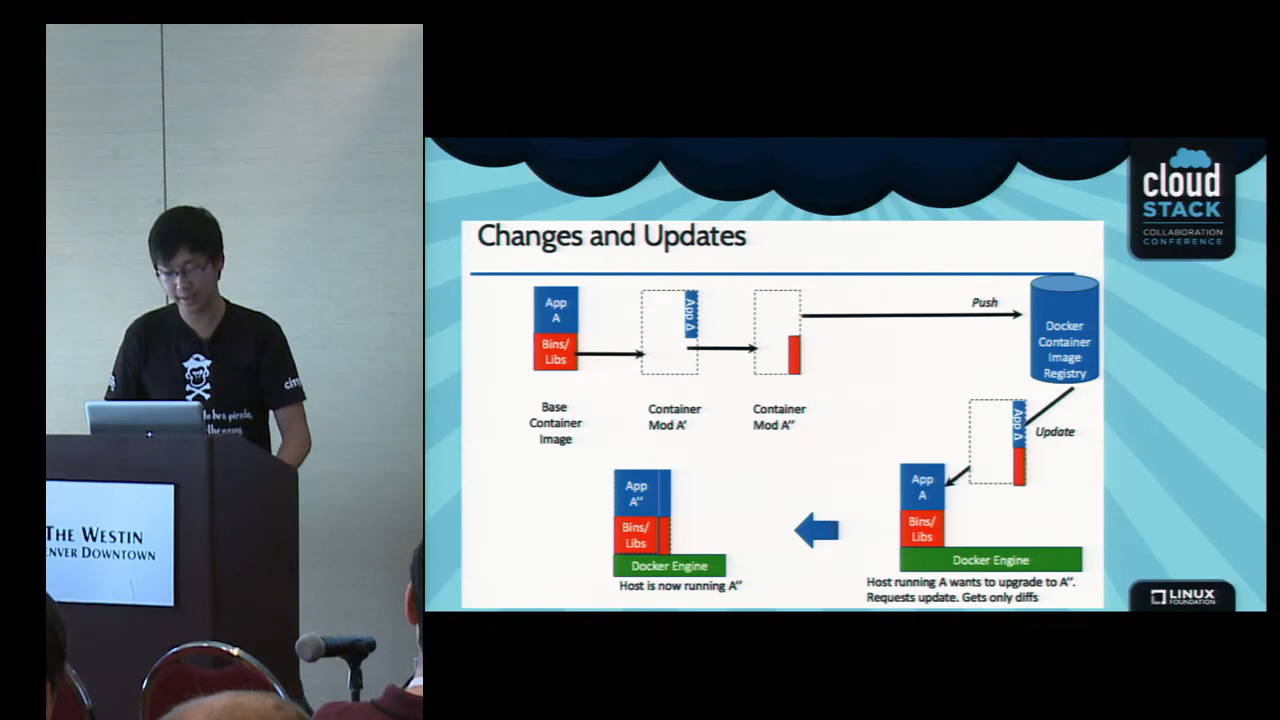 cloud
STACK
COLLABORATION
CONFERENCE
Changes and Updates
App
A
Bins/
Libs
App A
Push
Docker
Container
Image
Registry
Base
Container
Image
Container
Mod A'
Container
Mod A''
App A
Update
App
A''
Bins/
Libs
Docker Engine
Host is now running A''
App
A
Bins/
Libs
Docker Engine
Host running A wants to upgrade to A''.
Requests update. Gets only diffs
LINUX
FOUNDATION
THE WESTIN
DOWNTOWN